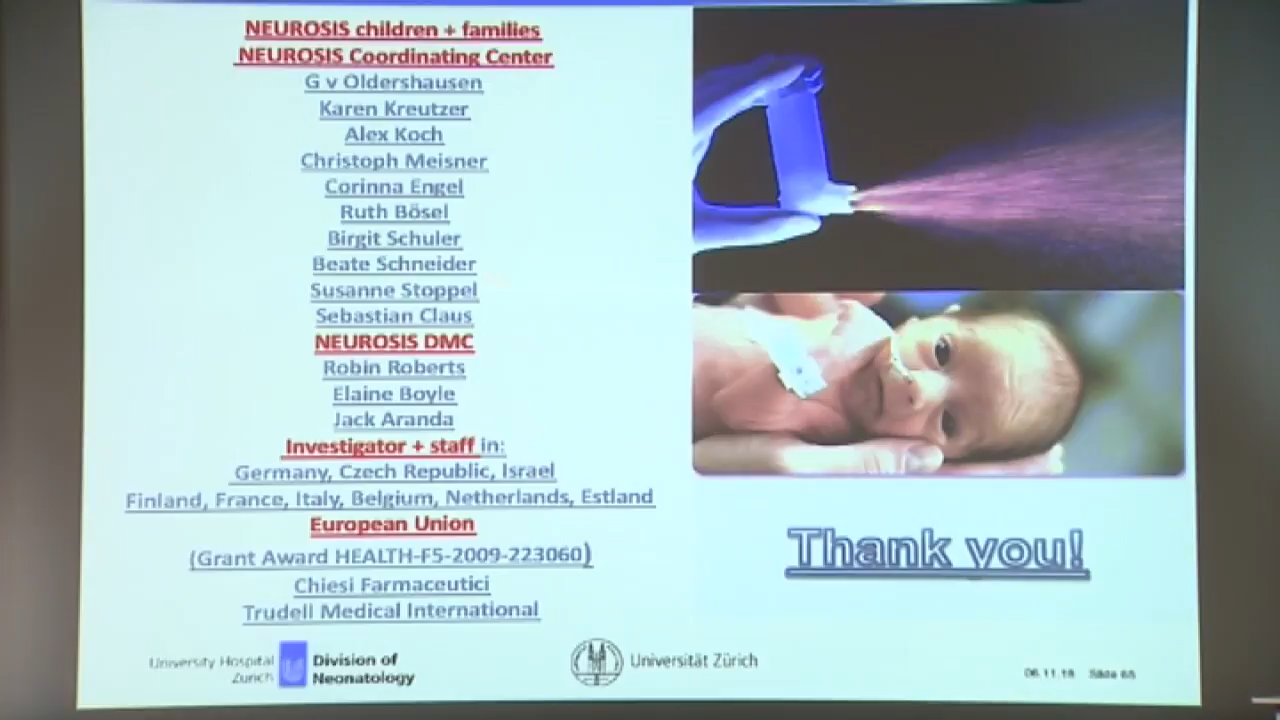 NEUROSIS children + families
NEUROSIS Coordinating Center
G v Oldershausen
Karen Kreutzer
Alex Koch
Christoph Meisner
Corinna Engel
Ruth Bösel
Birgit Schuler
Beate Schneider
Susanne Stoppel
Sebastian Claus
NEUROSIS DMC
Robin Roberts
Elaine Boyle
Jack Aranda
Investigator + staff in:
Germany, Czech Republic, Israel
Finland, France, Italy, Belgium, Netherlands, Estland
European Union
(Grant Award HEALTH-F5-2009-223060)
Chiesi Farmaceutici
Trudell Medical International
Thank you!
University Hospital
Zurich
Division of
Neonatology
Universität Zürich
Slide